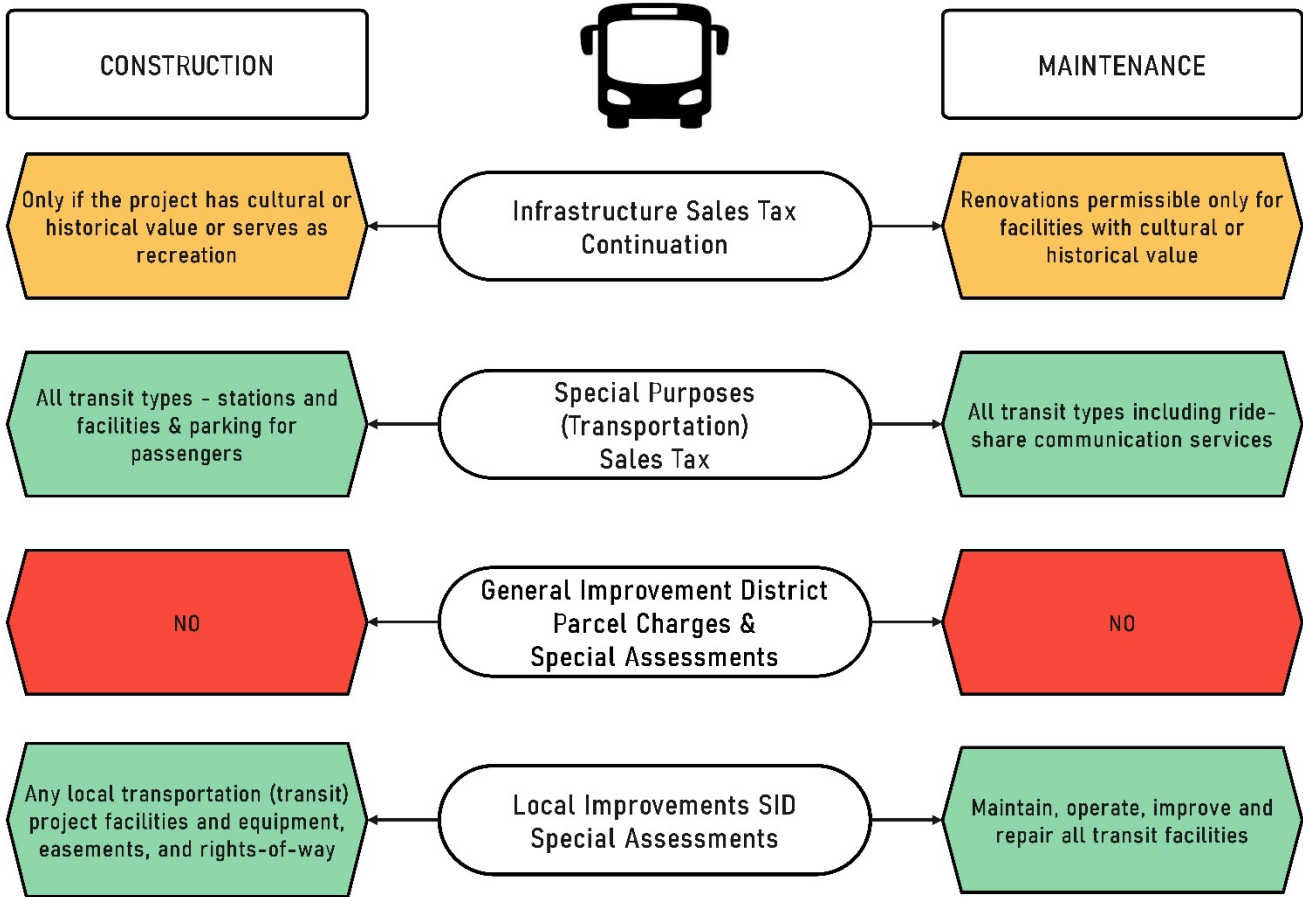 CONSTRUCTION
MAINTENANCE
Only if the project has cultural or
historical value or serves as
recreation
Infrastructure Sales Tax
Continuation
Renovations permissible only for
facilities with cultural or
historical value
All transit types - stations and
facilities & parking for
passengers
Special Purposes
(Transportation)
Sales Tax
All transit types including ride-
share communication services
NO
General Improvement District
Parcel Charges &
Special Assessments
NO
Any local transportation (transit)
project facilities and equipment,
easements, and rights-of-way
Local Improvements SID
Special Assessments
Maintain, operate, improve and
repair all transit facilities